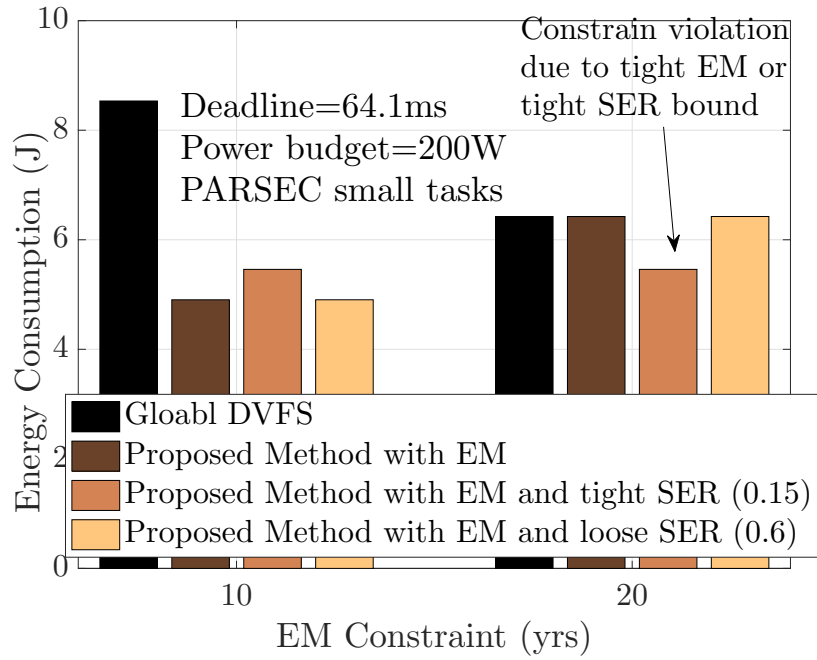 10
Constrain violation
due to tight EM or
tight SER bound
Deadline=64.1ms
Power budget=200W
PARSEC small tasks
8
6
4
2
0
Energy Consumption (J)
Gloabl DVFS
Proposed Method with EM
Proposed Method with EM and tight SER (0.15)
Proposed Method with EM and loose SER (0.6)
10
20
EM Constraint (yrs)